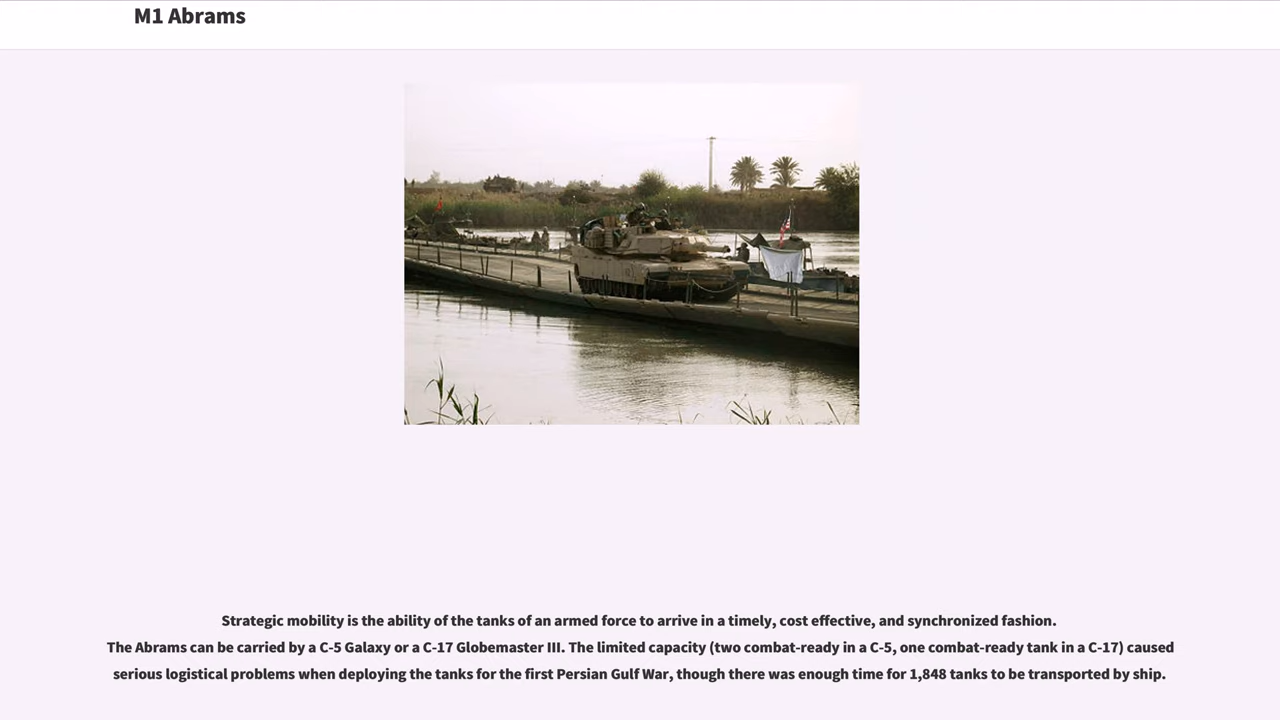 M1 Abrams
Strategic mobility is the ability of the tanks of an armed force to arrive in a timely, cost effective, and synchronized fashion.
The Abrams can be carried by a C-5 Galaxy or a C-17 Globemaster III. The limited capacity (two combat-ready in a C-5, one combat-ready tank in a C-17) caused
serious logistical problems when deploying the tanks for the first Persian Gulf War, though there was enough time for 1,848 tanks to be transported by ship.